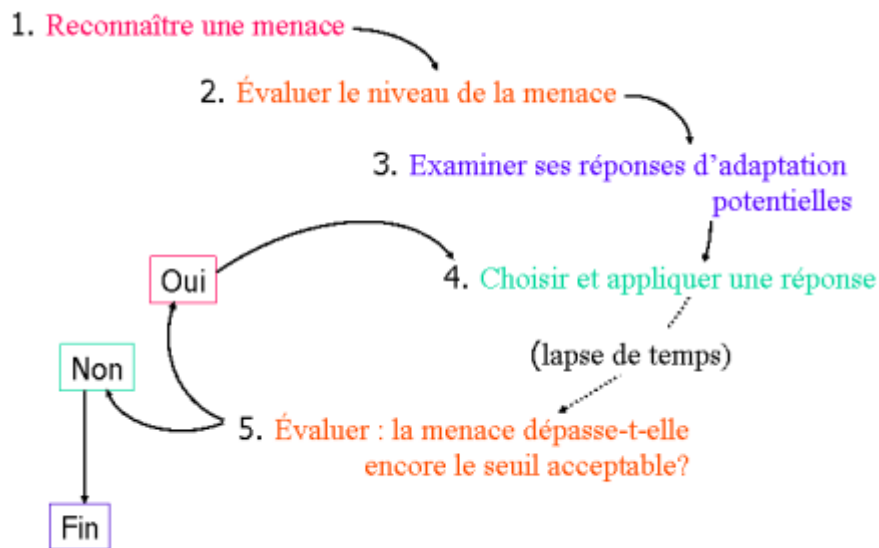 1. Reconnaître une menace
2. Évaluer le niveau de la menace
3. Examiner ses réponses d'adaptation
potentielles
Oui
4. Choisir et appliquer une réponse
(lapse de temps)
Non
5. Évaluer : la menace dépasse-t-elle
encore le seuil acceptable?
Fin